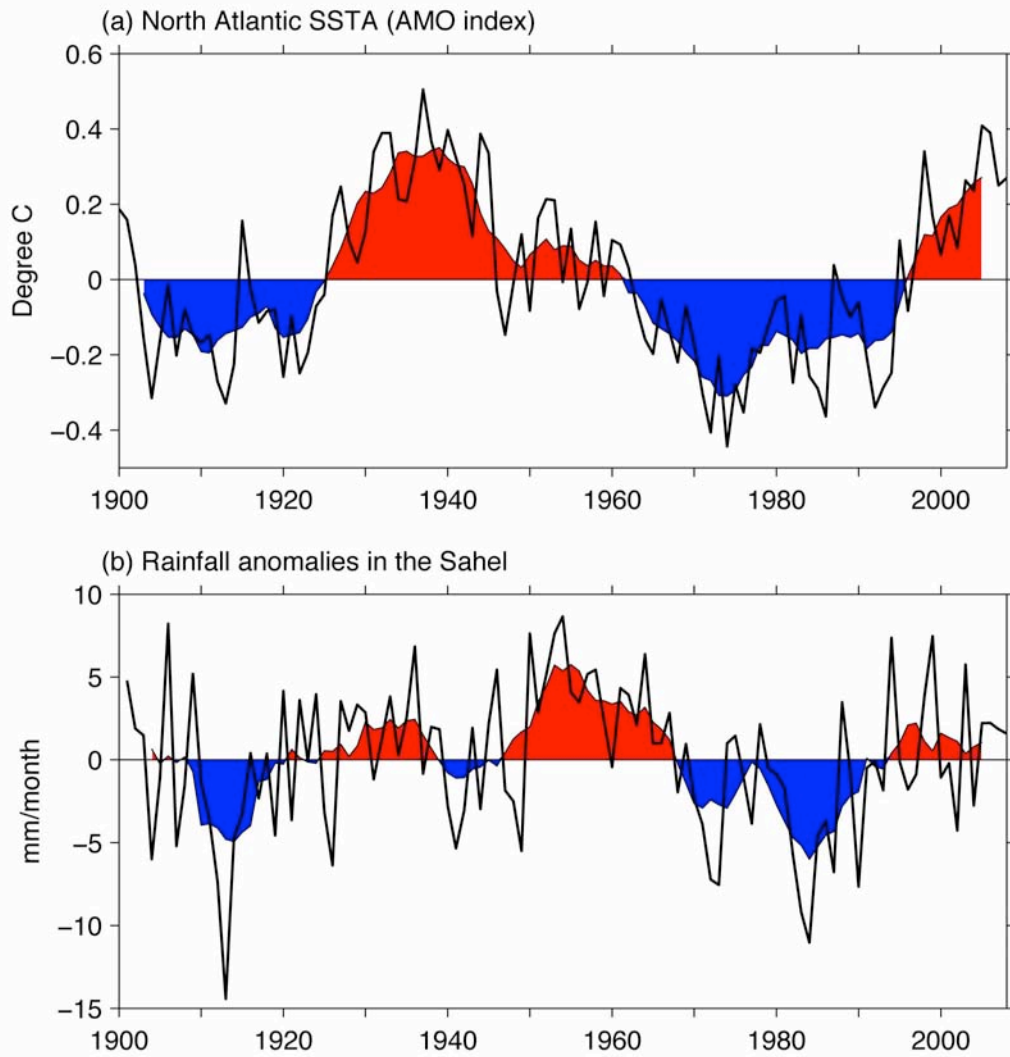 (a) North Atlantic SSTA (AMO index)
0.6
0.4
0.2
0
−0.2
−0.4
Degree C
1900 1920 1940 1960 1980 2000
(b) Rainfall anomalies in the Sahel
10
5
0
−5
−10
−15
mm/month
1900 1920 1940 1960 1980 2000